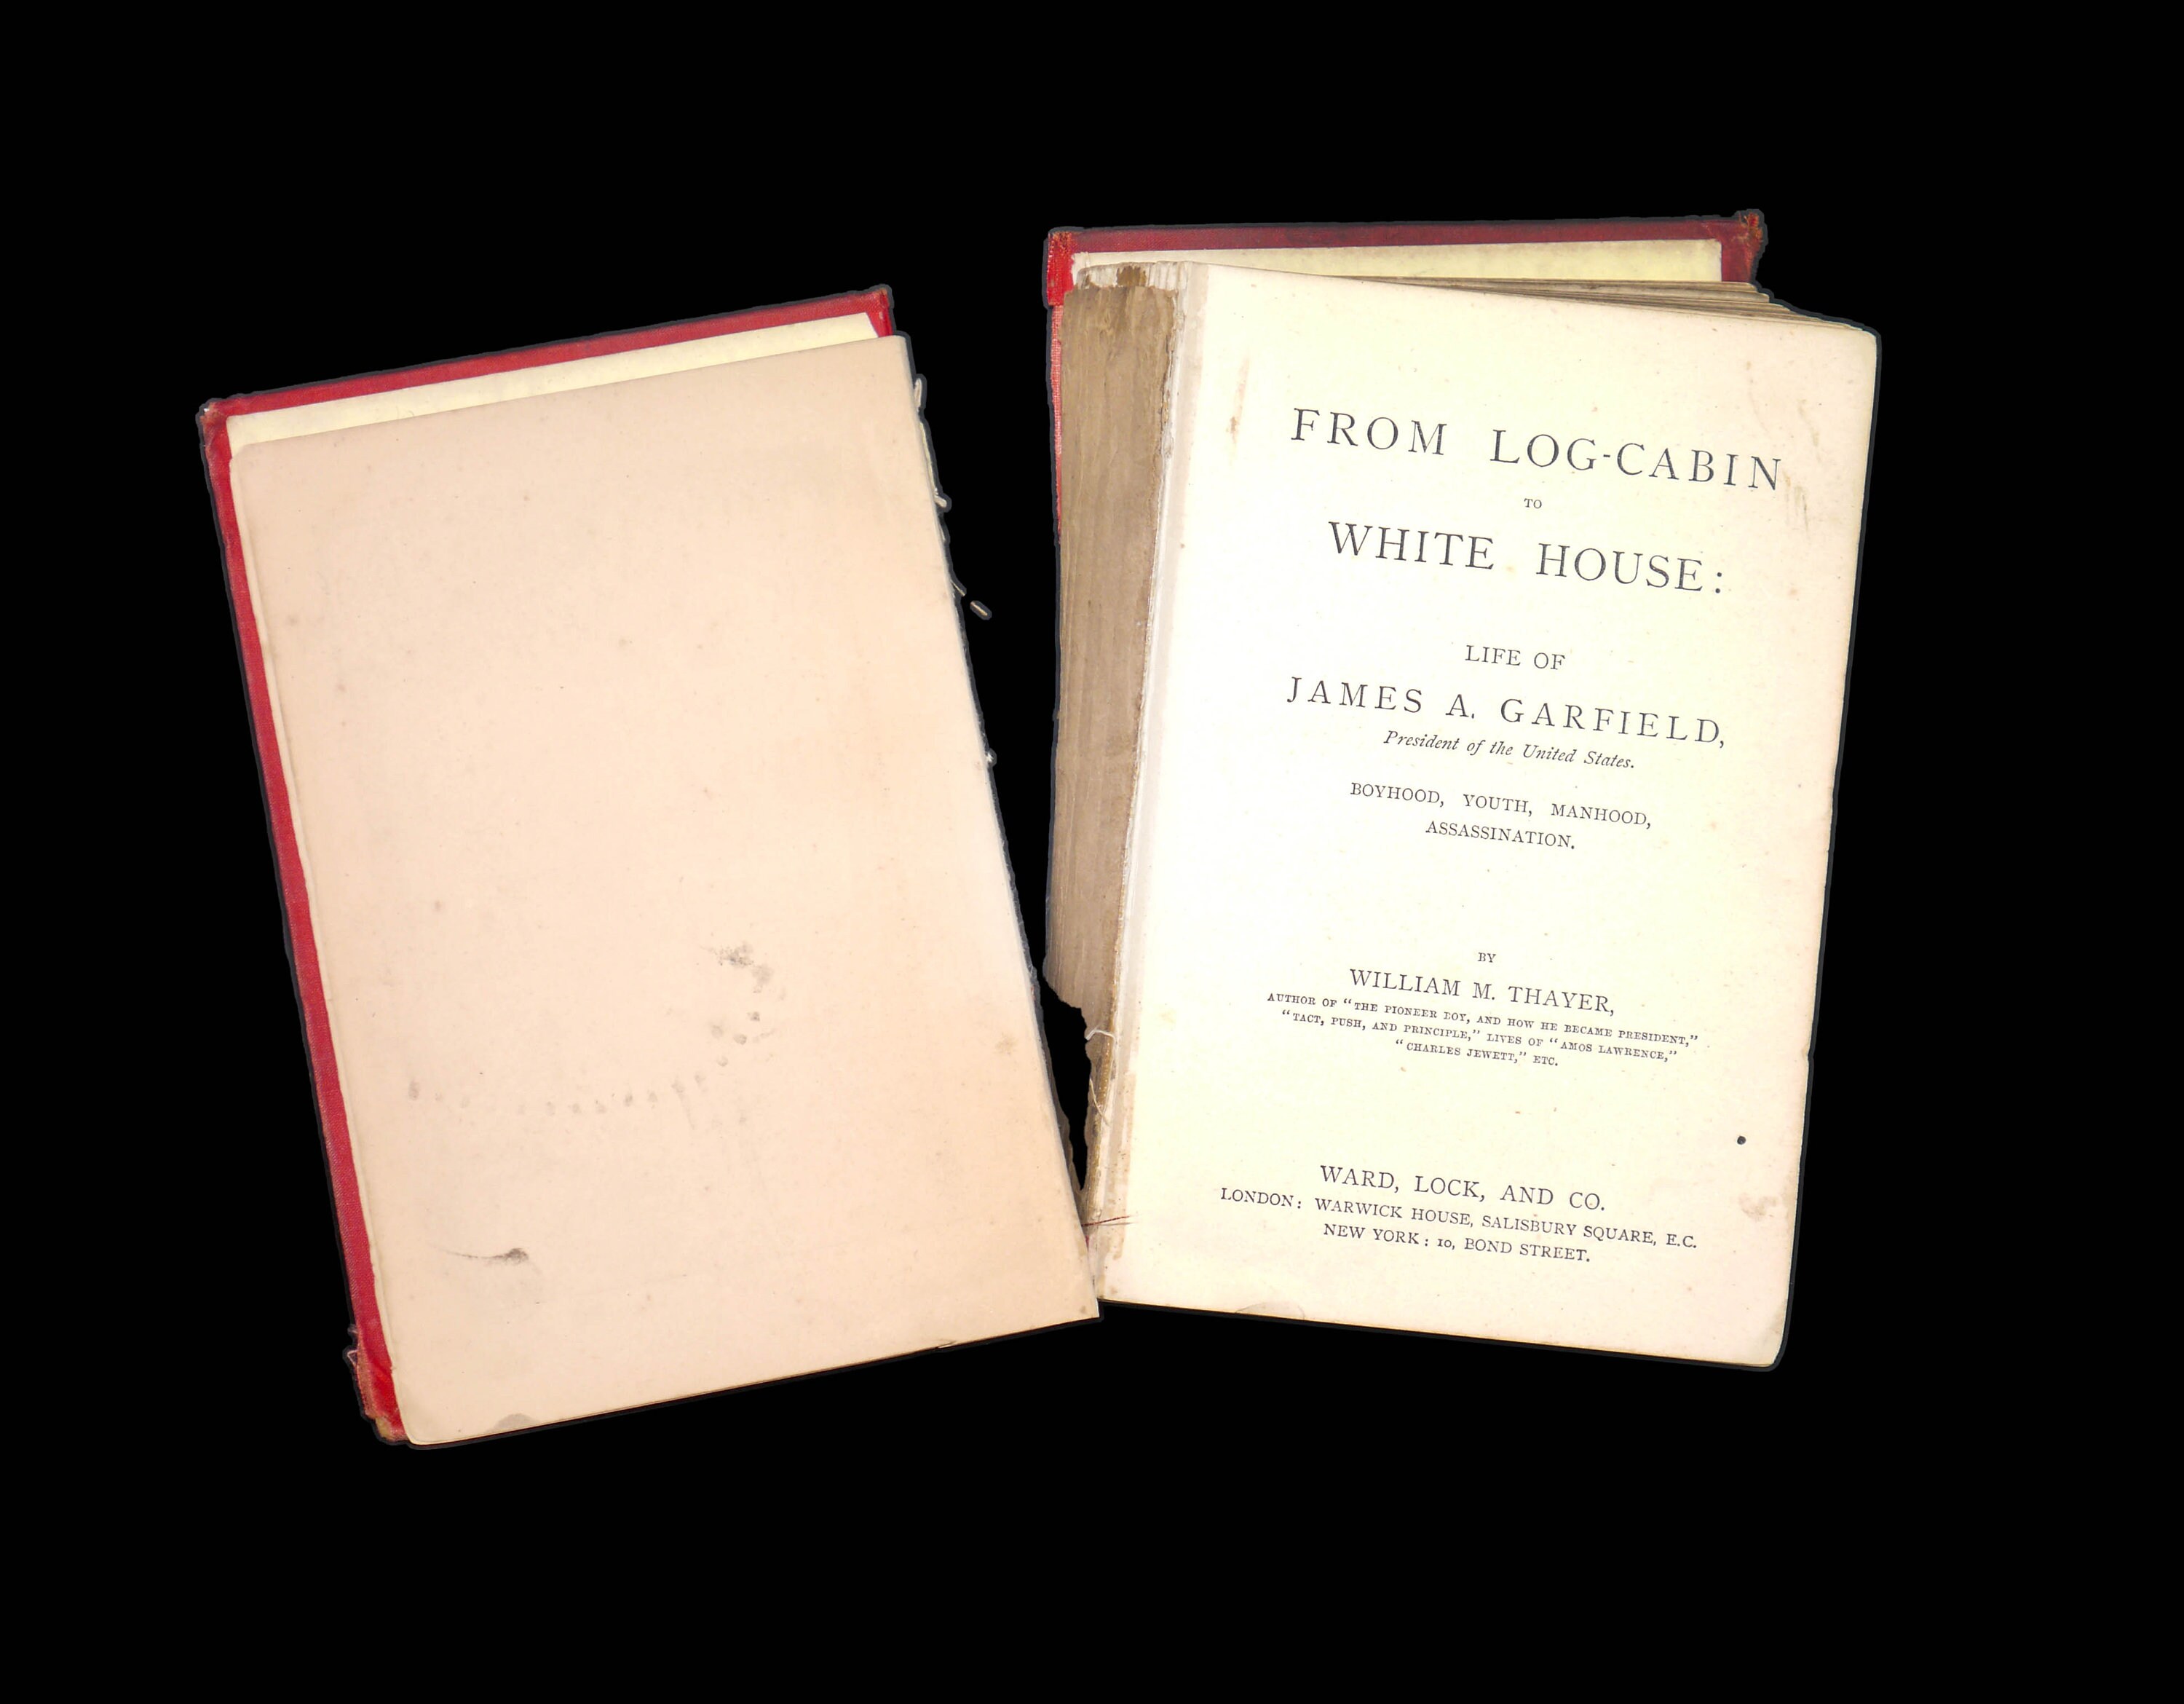 FROM LOG-CABIN
TO
WHITE HOUSE:
LIFE OF
JAMES A. GARFIELD,
President of the United States.
BOYHOOD, YOUTH, MANHOOD,
ASSASSINATION.
BY
WILLIAM M. THAYER,
AUTHOR OF "THE PIONEER BOY, AND HOW HE BECAME PRESIDENT,"
"TACT, PUSH, AND PRINCIPLE," LIVES OF "AMOS LAWRENCE,"
"CHARLES JEWETT," ETC.
WARD, LOCK, AND CO.
LONDON: WARWICK HOUSE, SALISBURY SQUARE, E.C.
NEW YORK: 10, BOND STREET.